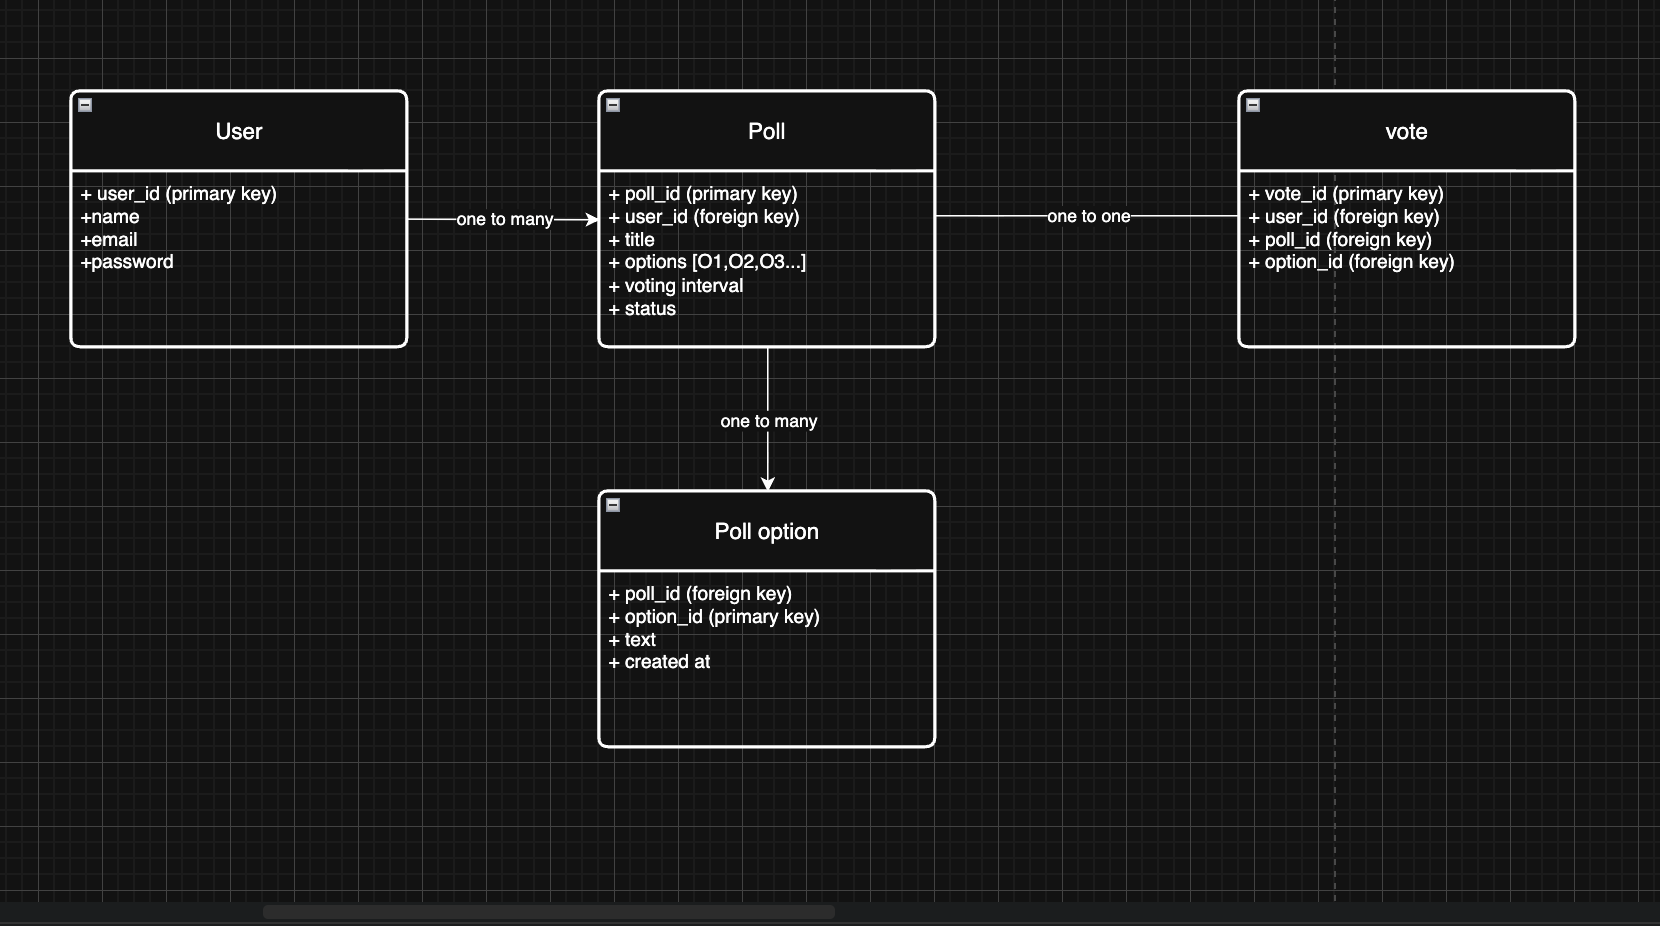 User
+ user_id (primary key)
+name
+email
+password
one to many
Poll
+ poll_id (primary key)
+ user_id (foreign key)
+ title
+ options [O1,O2,O3...]
+ voting interval
+ status
one to one
vote
+ vote_id (primary key)
+ user_id (foreign key)
+ poll_id (foreign key)
+ option_id (foreign key)
one to many
Poll option
+ poll_id (foreign key)
+ option_id (primary key)
+ text
+ created at